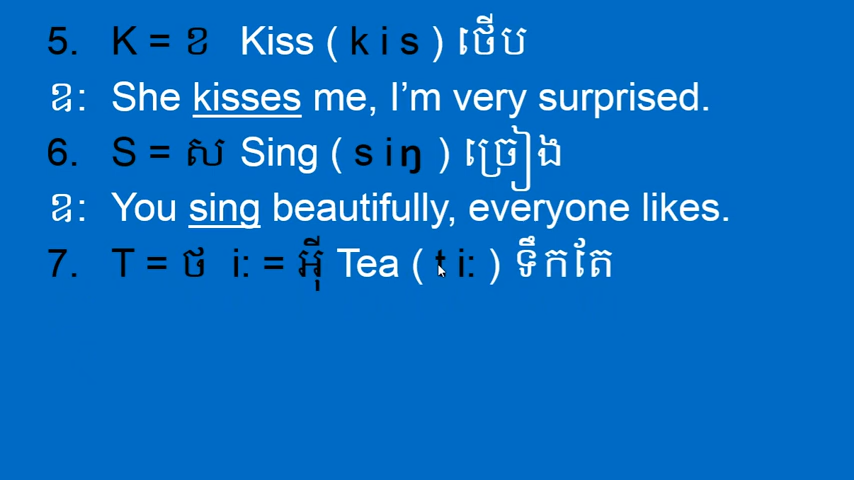 5. K = ខ Kiss ( k i s ) ថើប
ឧ: She kisses me, I’m very surprised.
6. S = ស Sing ( s i ŋ ) ច្រៀង
ឧ: You sing beautifully, everyone likes.
7. T = ថ i: = អ៊ី Tea ( t i: ) ទឹកតែ